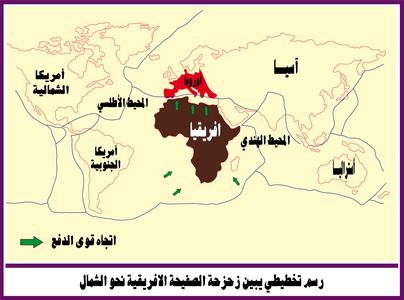 أمريكا
الشمالية
أوروبا
آسيا
المحيط الأطلسي
أفريقيا
المحيط الهندي
أمريكا
الجنوبية
أستراليا
اتجاه قوى الدفع
رسم تخطيطي يبين زحزحة الصفيحة الافريقية نحو الشمال